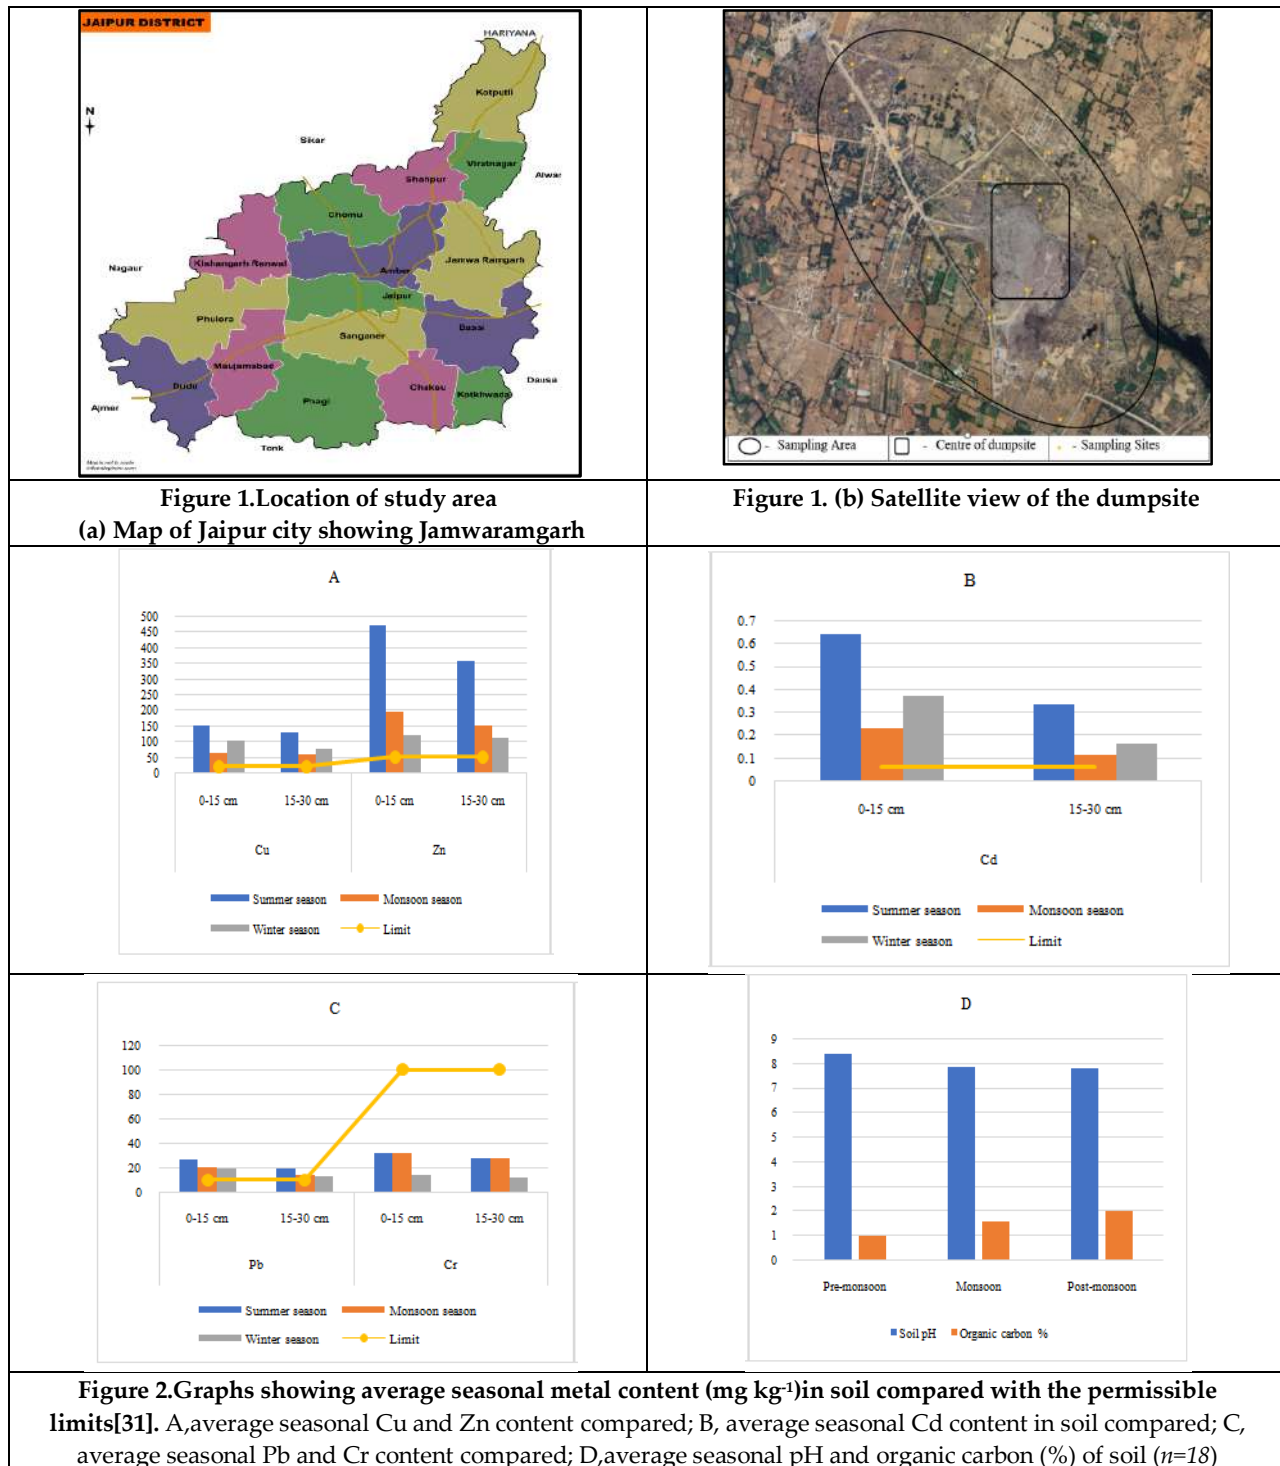 JAIPUR DISTRICT
HARIYANA
N
Kotputli
Sikar
Viratnagar
Alwar
Shahpur
Chomu
Nagaur
Kishangarh Renwal
Amber
Jamwa Ramgarh
Jaipur
Phulera
Sanganer
Bassi
Maujamabad
Dudu
Phagi
Chaksu
Kotkhwada
Dausa
Ajmer
Tonk
- Sampling Area
- Centre of dumpsite
- Sampling Sites
Figure 1.Location of study area
(a) Map of Jaipur city showing Jamwaramgarh
Figure 1. (b) Satellite view of the dumpsite
A
500
450
400
350
300
250
200
150
100
50
0
0-15 cm 15-30 cm 0-15 cm 15-30 cm
Cu Zn
Summer season Monsoon season
Winter season Limit
B
0.7
0.6
0.5
0.4
0.3
0.2
0.1
0
0-15 cm 15-30 cm
Cd
Summer season Monsoon season
Winter season Limit
C
120
100
80
60
40
20
0
0-15 cm 15-30 cm 0-15 cm 15-30 cm
Pb Cr
Summer season Monsoon season
Winter season Limit
D
9
8
7
6
5
4
3
2
1
0
Pre-monsoon Monsoon Post-monsoon
Soil pH Organic carbon %
Figure 2.Graphs showing average seasonal metal content (mg kg-1)in soil compared with the permissible
limits[31]. A,average seasonal Cu and Zn content compared; B, average seasonal Cd content in soil compared; C,
average seasonal Pb and Cr content compared; D,average seasonal pH and organic carbon (%) of soil (n=18)